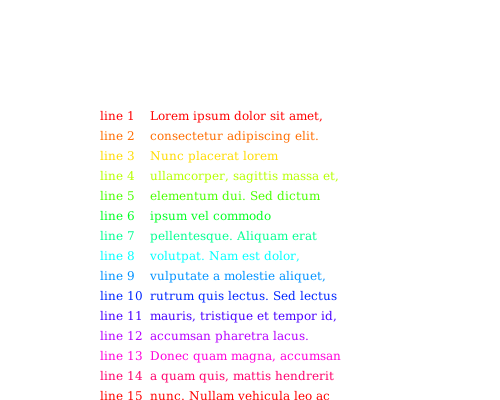 line 1 Lorem ipsum dolor sit amet,
line 2 consectetur adipiscing elit.
line 3 Nunc placerat lorem
line 4 ullamcorper, sagittis massa et,
line 5 elementum dui. Sed dictum
line 6 ipsum vel commodo
line 7 pellentesque. Aliquam erat
line 8 volutpat. Nam est dolor,
line 9 vulputate a molestie aliquet,
line 10 rutrum quis lectus. Sed lectus
line 11 mauris, tristique et tempor id,
line 12 accumsan pharetra lacus.
line 13 Donec quam magna, accumsan
line 14 a quam quis, mattis hendrerit
line 15 nunc. Nullam vehicula leo ac